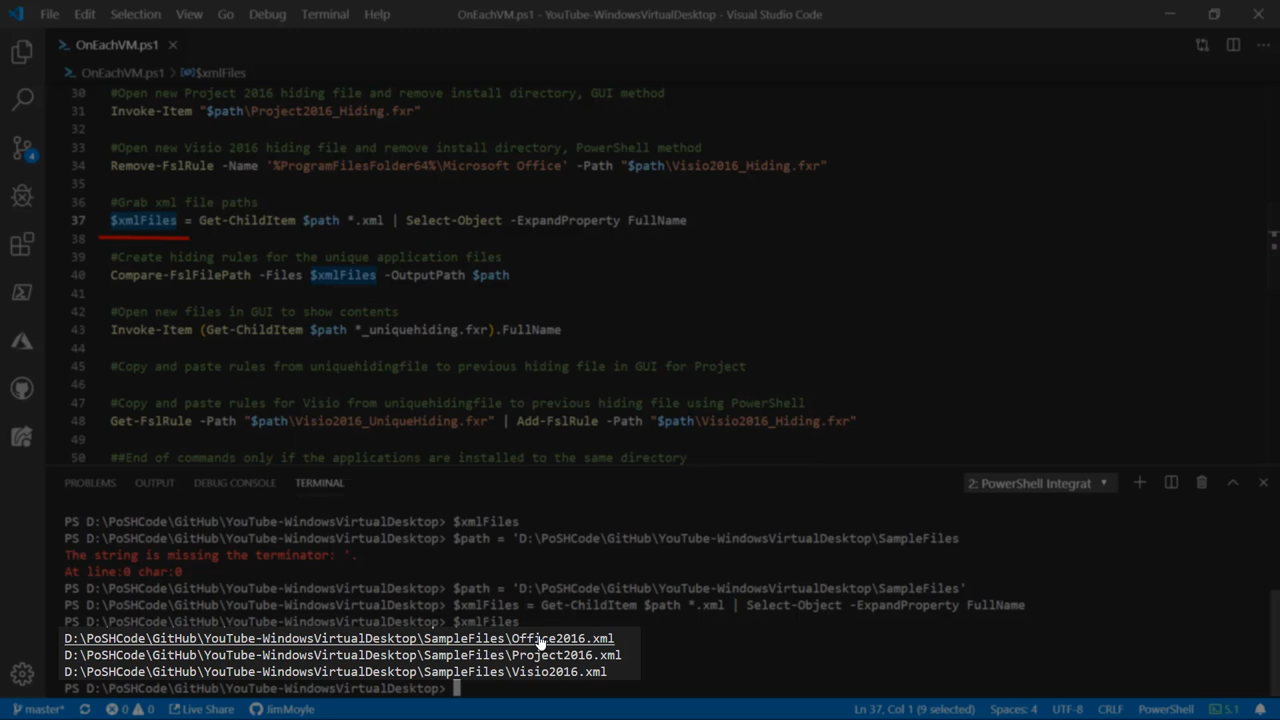 File Edit Selection View Go Debug Terminal Help OnEachVM.ps1 - YouTube-WindowsVirtualDesktop - Visual Studio Code
OnEachVM.ps1
OnEachVM.ps1 > $xmlFiles
30 #Open new Project 2016 hiding file and remove install directory, GUI method
31 Invoke-Item "$path\Project2016_Hiding.fxr"
32
33 #Open new Visio 2016 hiding file and remove install directory, PowerShell method
34 Remove-FslRule -Name '%ProgramFilesFolder64%\Microsoft Office' -Path "$path\Visio2016_Hiding.fxr"
35
36 #Grab xml file paths
37 $xmlFiles = Get-ChildItem $path *.xml | Select-Object -ExpandProperty FullName
38
39 #Create hiding rules for the unique application files
40 Compare-FslFilePath -Files $xmlFiles -OutputPath $path
41
42 #Open new files in GUI to show contents
43 Invoke-Item (Get-ChildItem $path *_uniquehiding.fxr).FullName
44
45 #Copy and paste rules from uniquehidingfile to previous hiding file in GUI for Project
46
47 #Copy and paste rules for Visio from uniquehidingfile to previous hiding file using PowerShell
48 Get-FslRule -Path "$path\Visio2016_UniqueHiding.fxr" | Add-FslRule -Path "$path\Visio2016_Hiding.fxr"
49
50 ##End of commands only if the applications are installed to the same directory
4
PROBLEMS OUTPUT DEBUG CONSOLE TERMINAL 2: PowerShell Integrat
PS D:\PoSHCode\GitHub\YouTube-WindowsVirtualDesktop> $xmlFiles
PS D:\PoSHCode\GitHub\YouTube-WindowsVirtualDesktop> $path = 'D:\PoSHCode\GitHub\YouTube-WindowsVirtualDesktop\SampleFiles
The string is missing the terminator: '.
At line:0 char:0
PS D:\PoSHCode\GitHub\YouTube-WindowsVirtualDesktop> $path = 'D:\PoSHCode\GitHub\YouTube-WindowsVirtualDesktop\SampleFiles'
PS D:\PoSHCode\GitHub\YouTube-WindowsVirtualDesktop> $xmlFiles = Get-ChildItem $path *.xml | Select-Object -ExpandProperty FullName
PS D:\PoSHCode\GitHub\YouTube-WindowsVirtualDesktop> $xmlFiles
D:\PoSHCode\GitHub\YouTube-WindowsVirtualDesktop\SampleFiles\Office2016.xml
D:\PoSHCode\GitHub\YouTube-WindowsVirtualDesktop\SampleFiles\Project2016.xml
D:\PoSHCode\GitHub\YouTube-WindowsVirtualDesktop\SampleFiles\Visio2016.xml
PS D:\PoSHCode\GitHub\YouTube-WindowsVirtualDesktop>
master* 0 0 Live Share JimMoyle Ln 37, Col 1 (9 selected) Spaces: 4 UTF-8 CRLF PowerShell 5.1